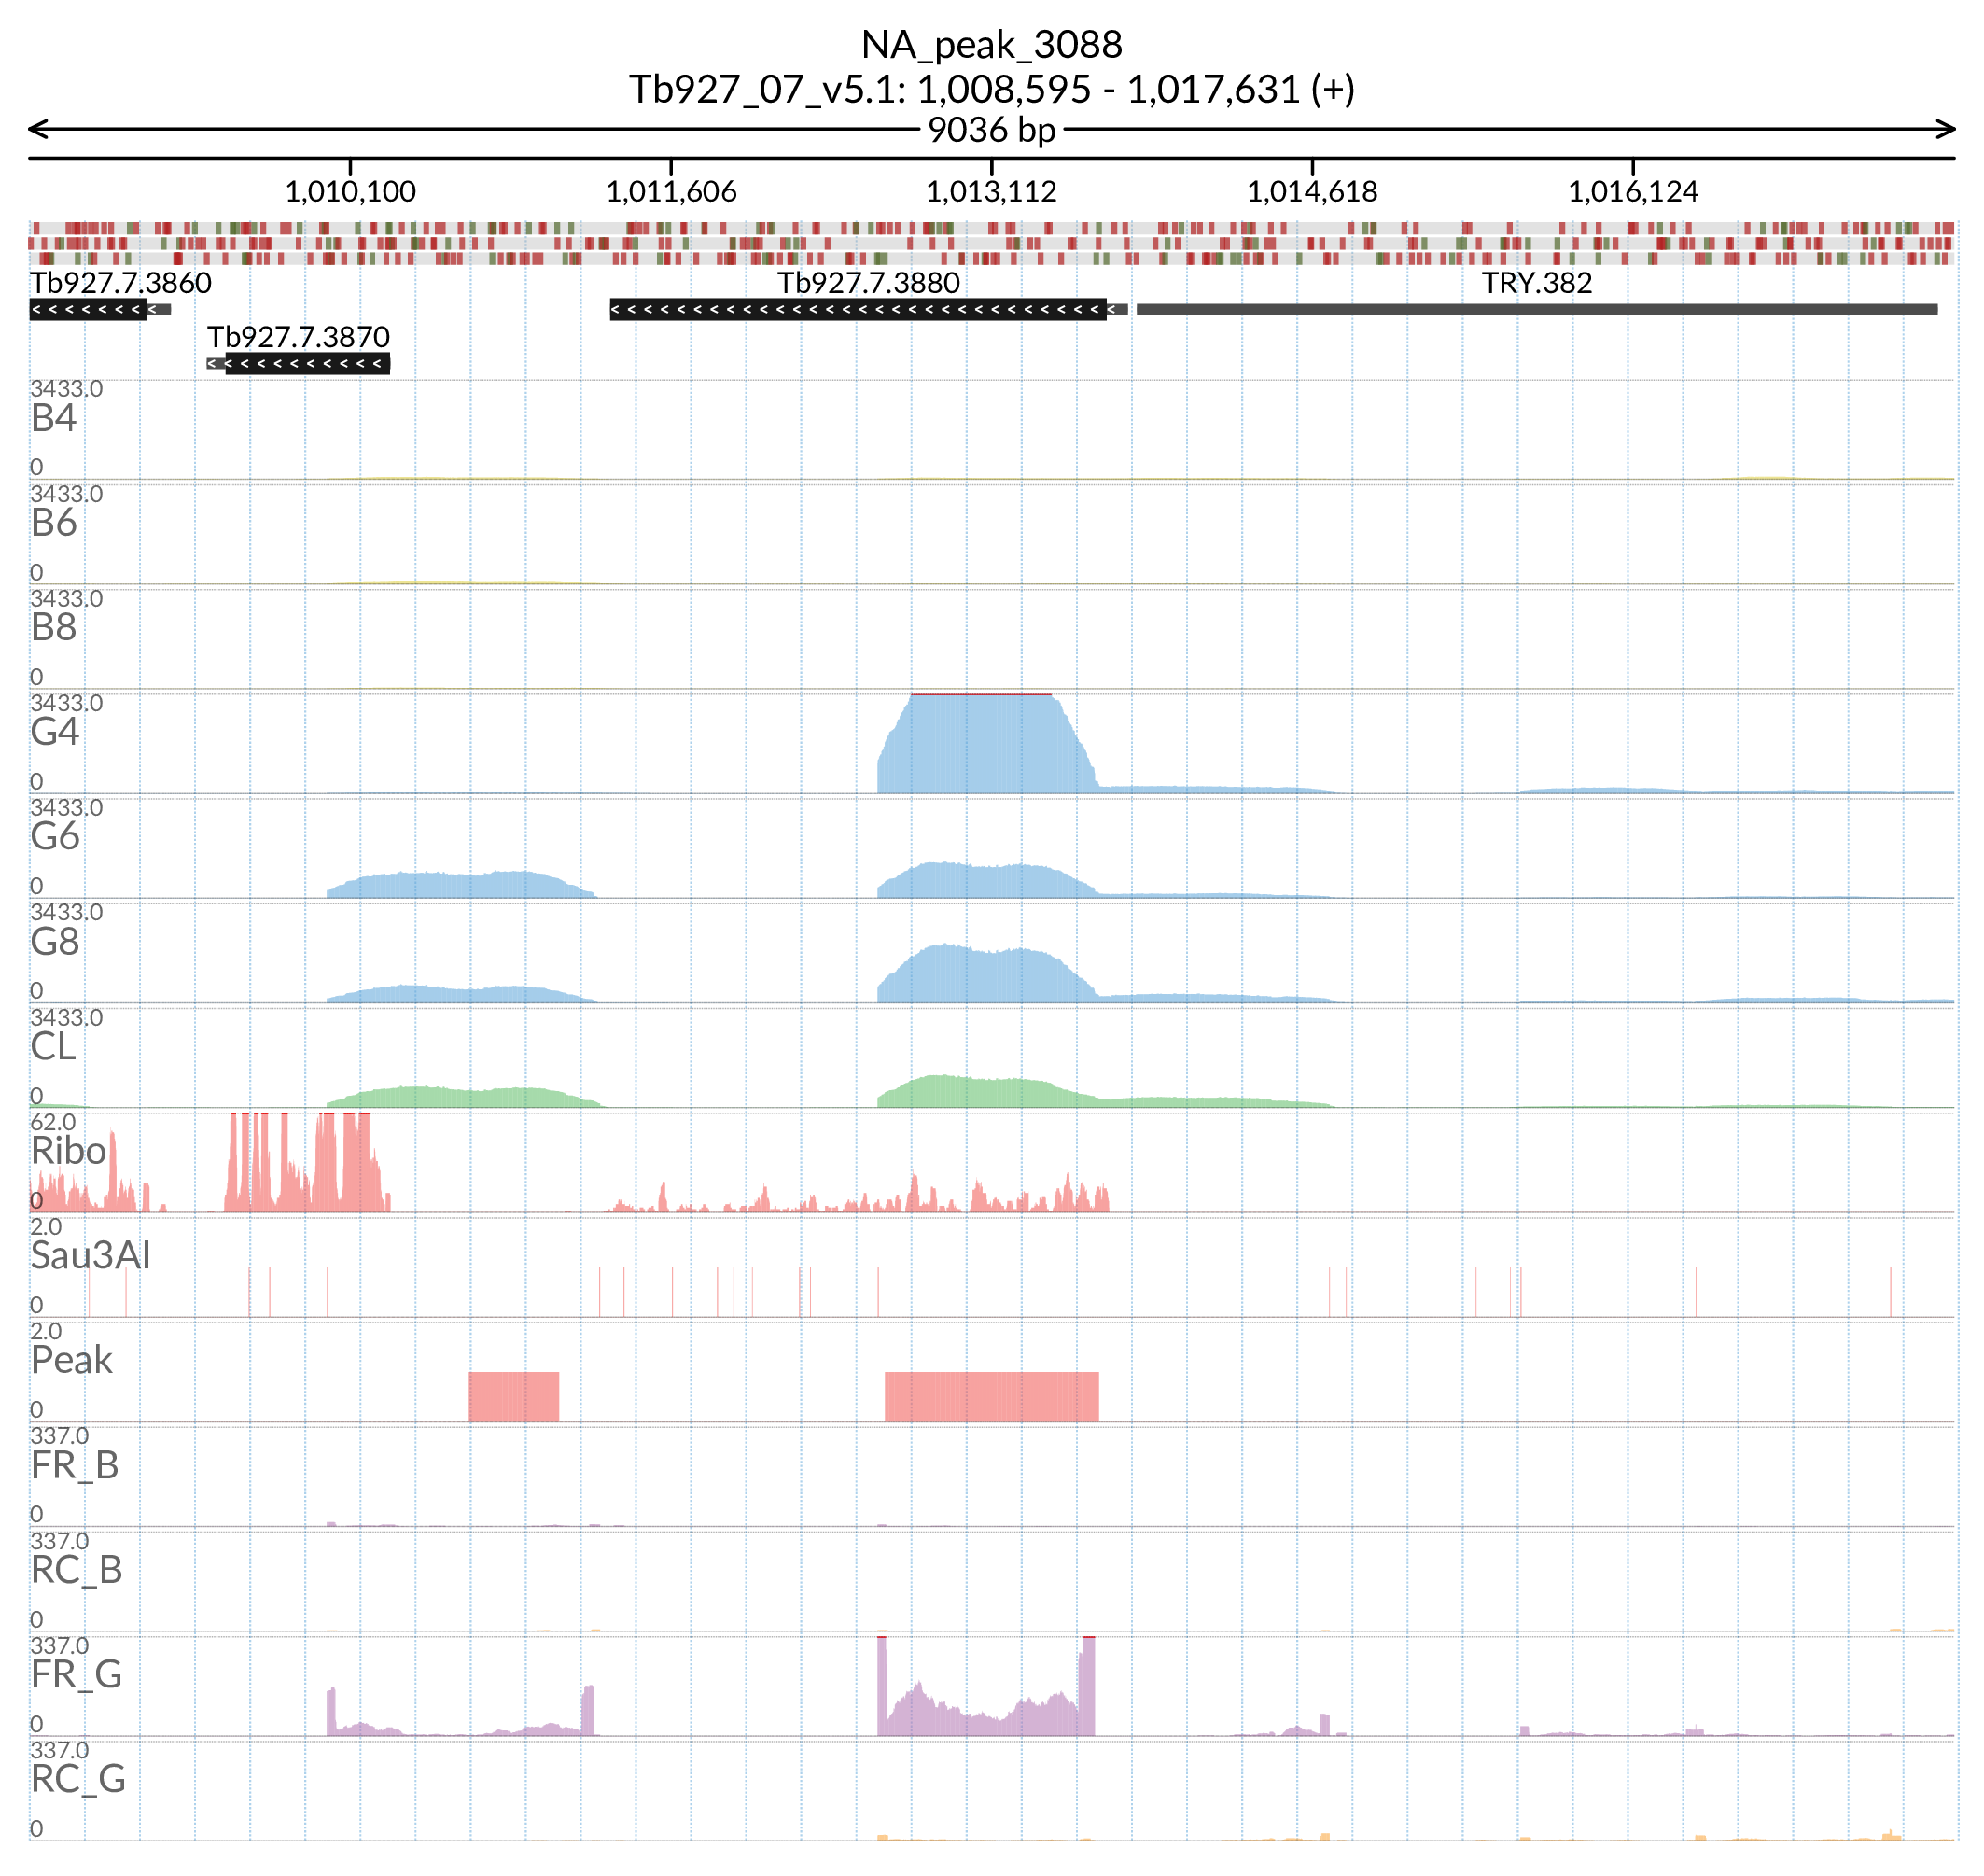 NA_peak_3088
Tb927_07_v5.1: 1,008,595 - 1,017,631 (+)
9036 bp
1,010,100 1,011,606 1,013,112 1,014,618 1,016,124
Tb927.7.3860 Tb927.7.3880 TRY.382
Tb927.7.3870
3433.0
B4
0
3433.0
B6
0
3433.0
B8
0
3433.0
G4
0
3433.0
G6
0
3433.0
G8
0
3433.0
CL
0
62.0
Ribo
0
2.0
Sau3AI
0
2.0
Peak
0
337.0
FR_B
0
337.0
RC_B
0
337.0
FR_G
0
337.0
RC_G
0